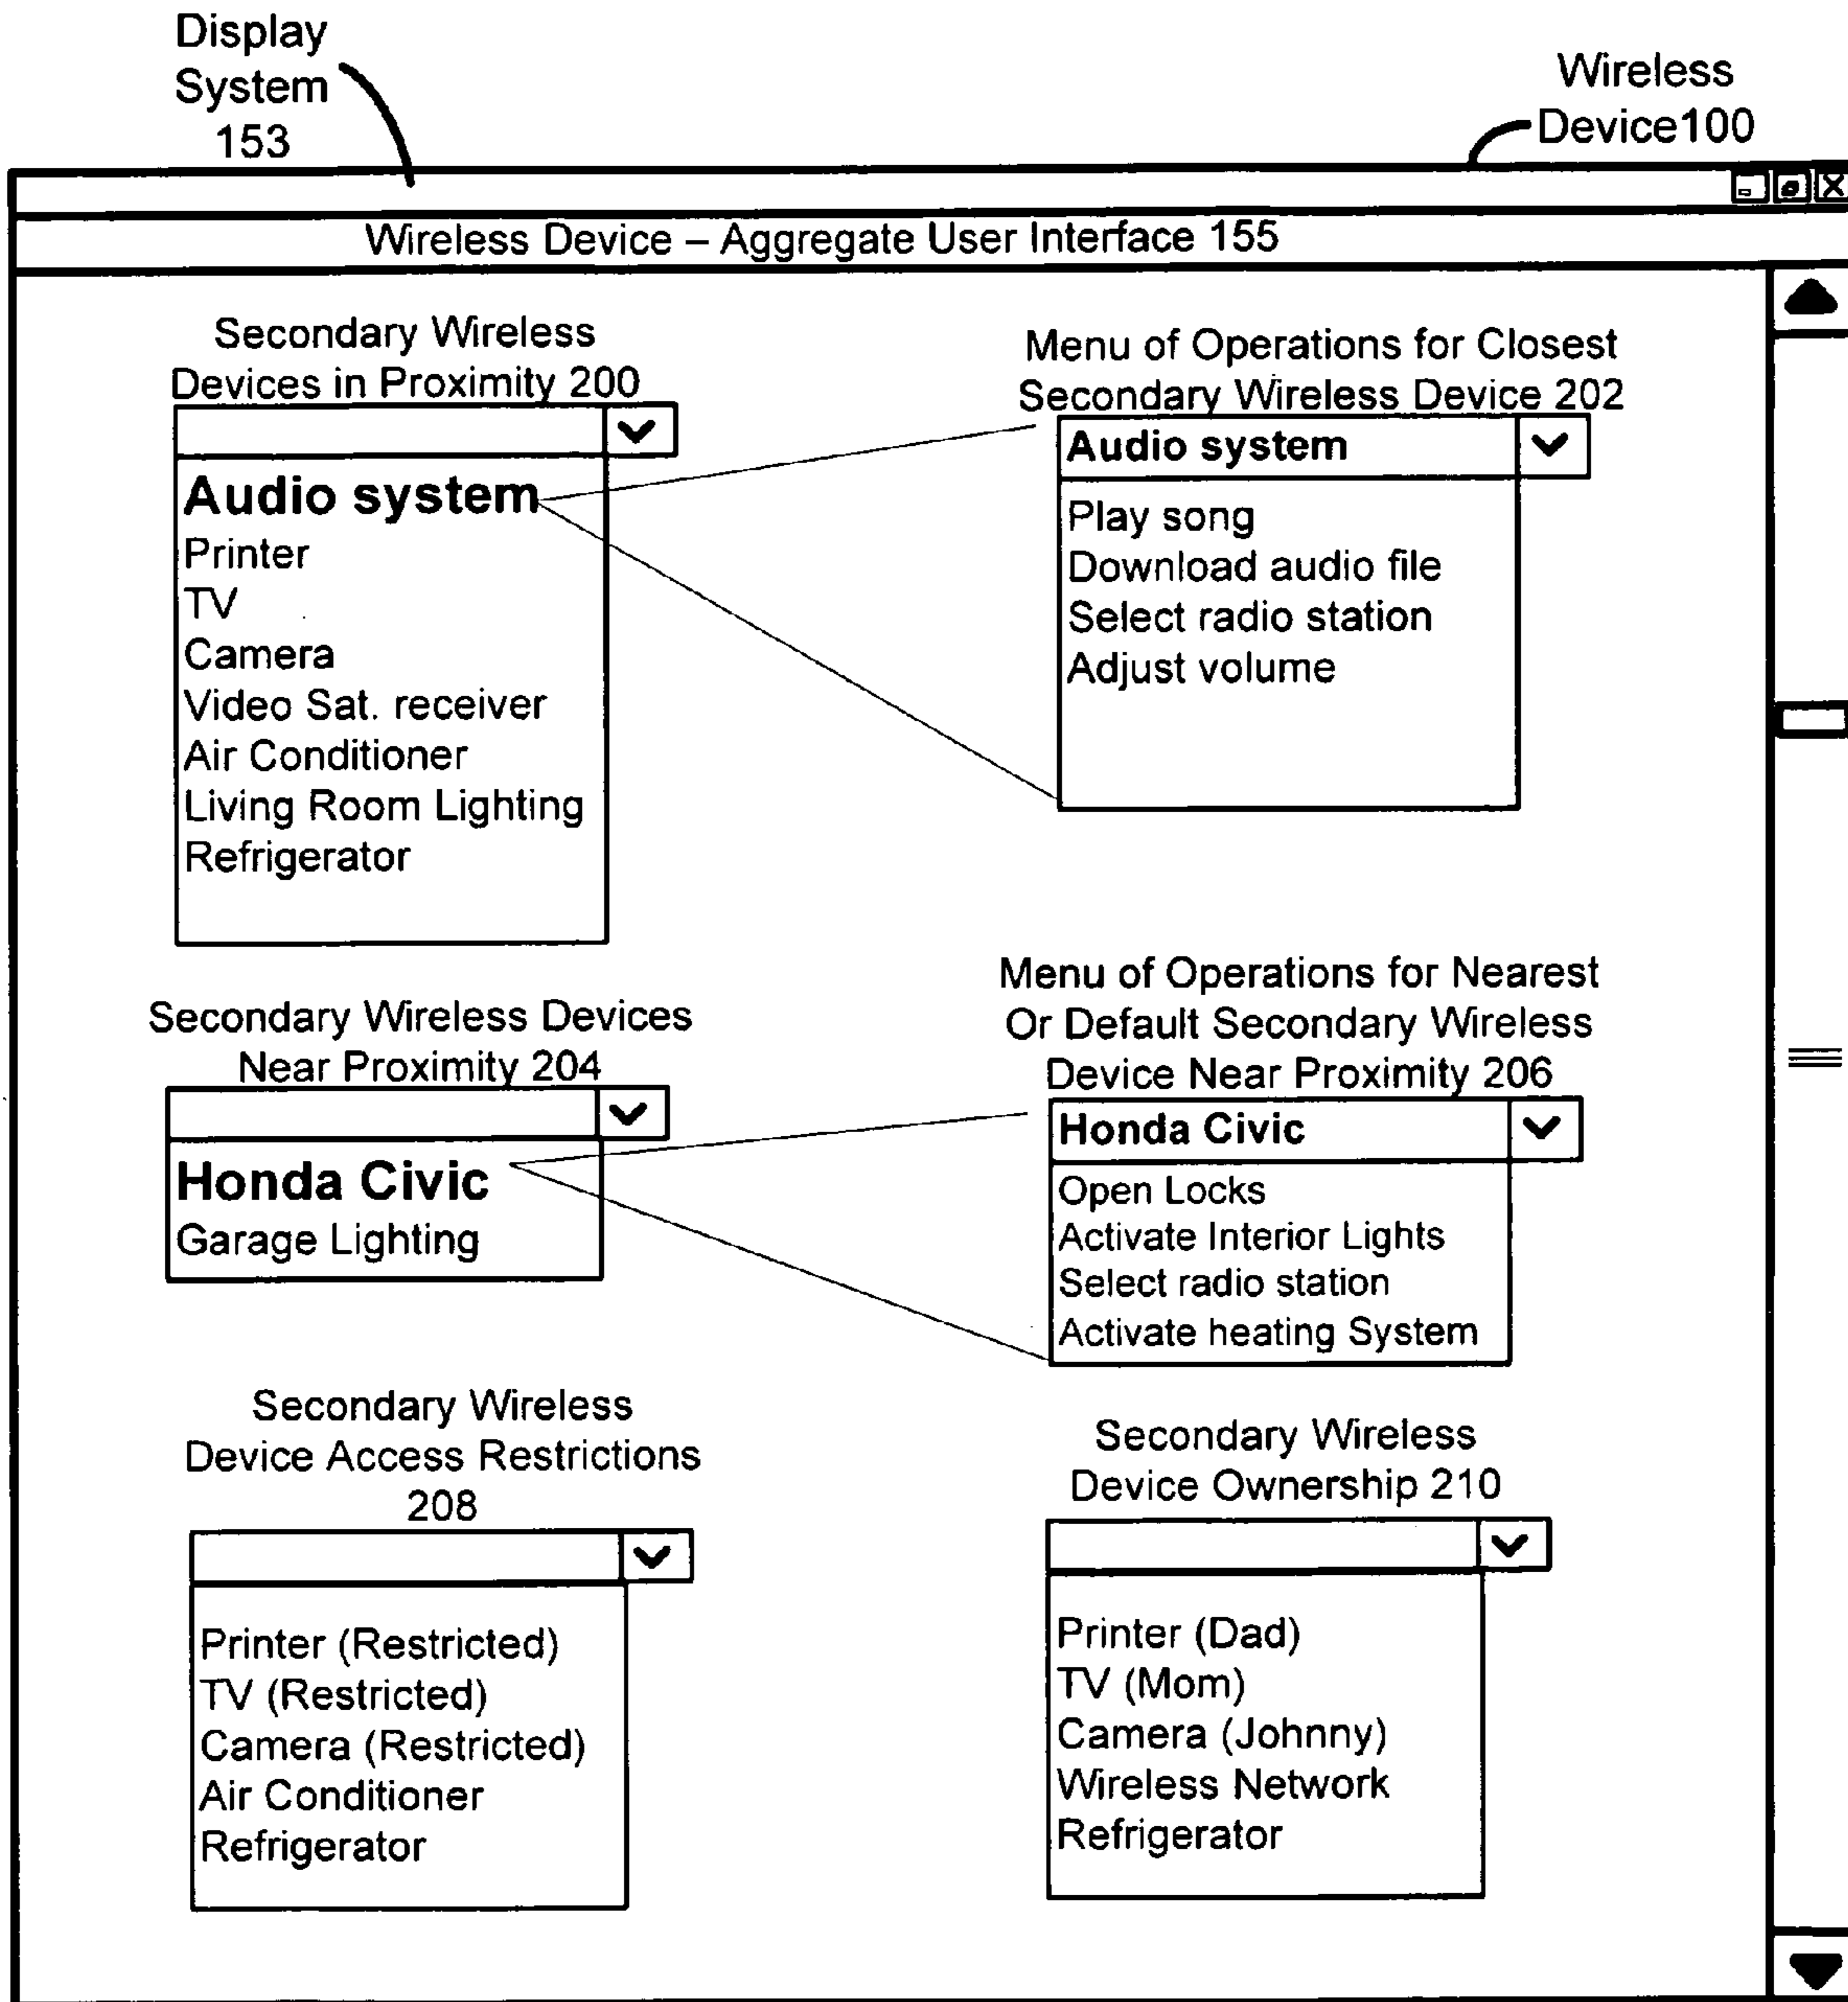 Display
System
153
Wireless
Device100
Wireless Device – Aggregate User Interface 155
Secondary Wireless
Devices in Proximity 200
Audio system
Printer
TV
Camera
Video Sat. receiver
Air Conditioner
Living Room Lighting
Refrigerator
Menu of Operations for Closest
Secondary Wireless Device 202
Audio system
Play song
Download audio file
Select radio station
Adjust volume
Secondary Wireless Devices
Near Proximity 204
Honda Civic
Garage Lighting
Menu of Operations for Nearest
Or Default Secondary Wireless
Device Near Proximity 206
Honda Civic
Open Locks
Activate Interior Lights
Select radio station
Activate heating System
Secondary Wireless
Device Access Restrictions
208
Printer (Restricted)
TV (Restricted)
Camera (Restricted)
Air Conditioner
Refrigerator
Secondary Wireless
Device Ownership 210
Printer (Dad)
TV (Mom)
Camera (Johnny)
Wireless Network
Refrigerator